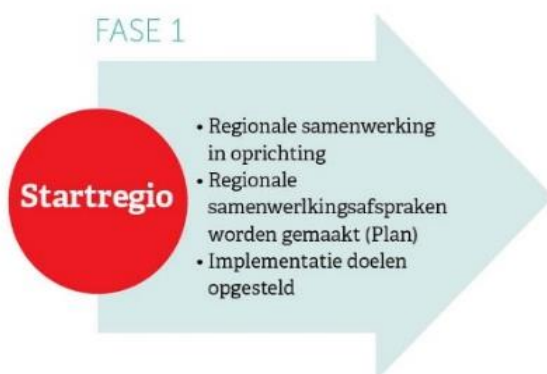 FASE 1
Startregio
• Regionale samenwerking
in oprichting
• Regionale
samenwerlkingsafspraken
worden gemaakt (Plan)
• Implementatie doelen
opgesteld